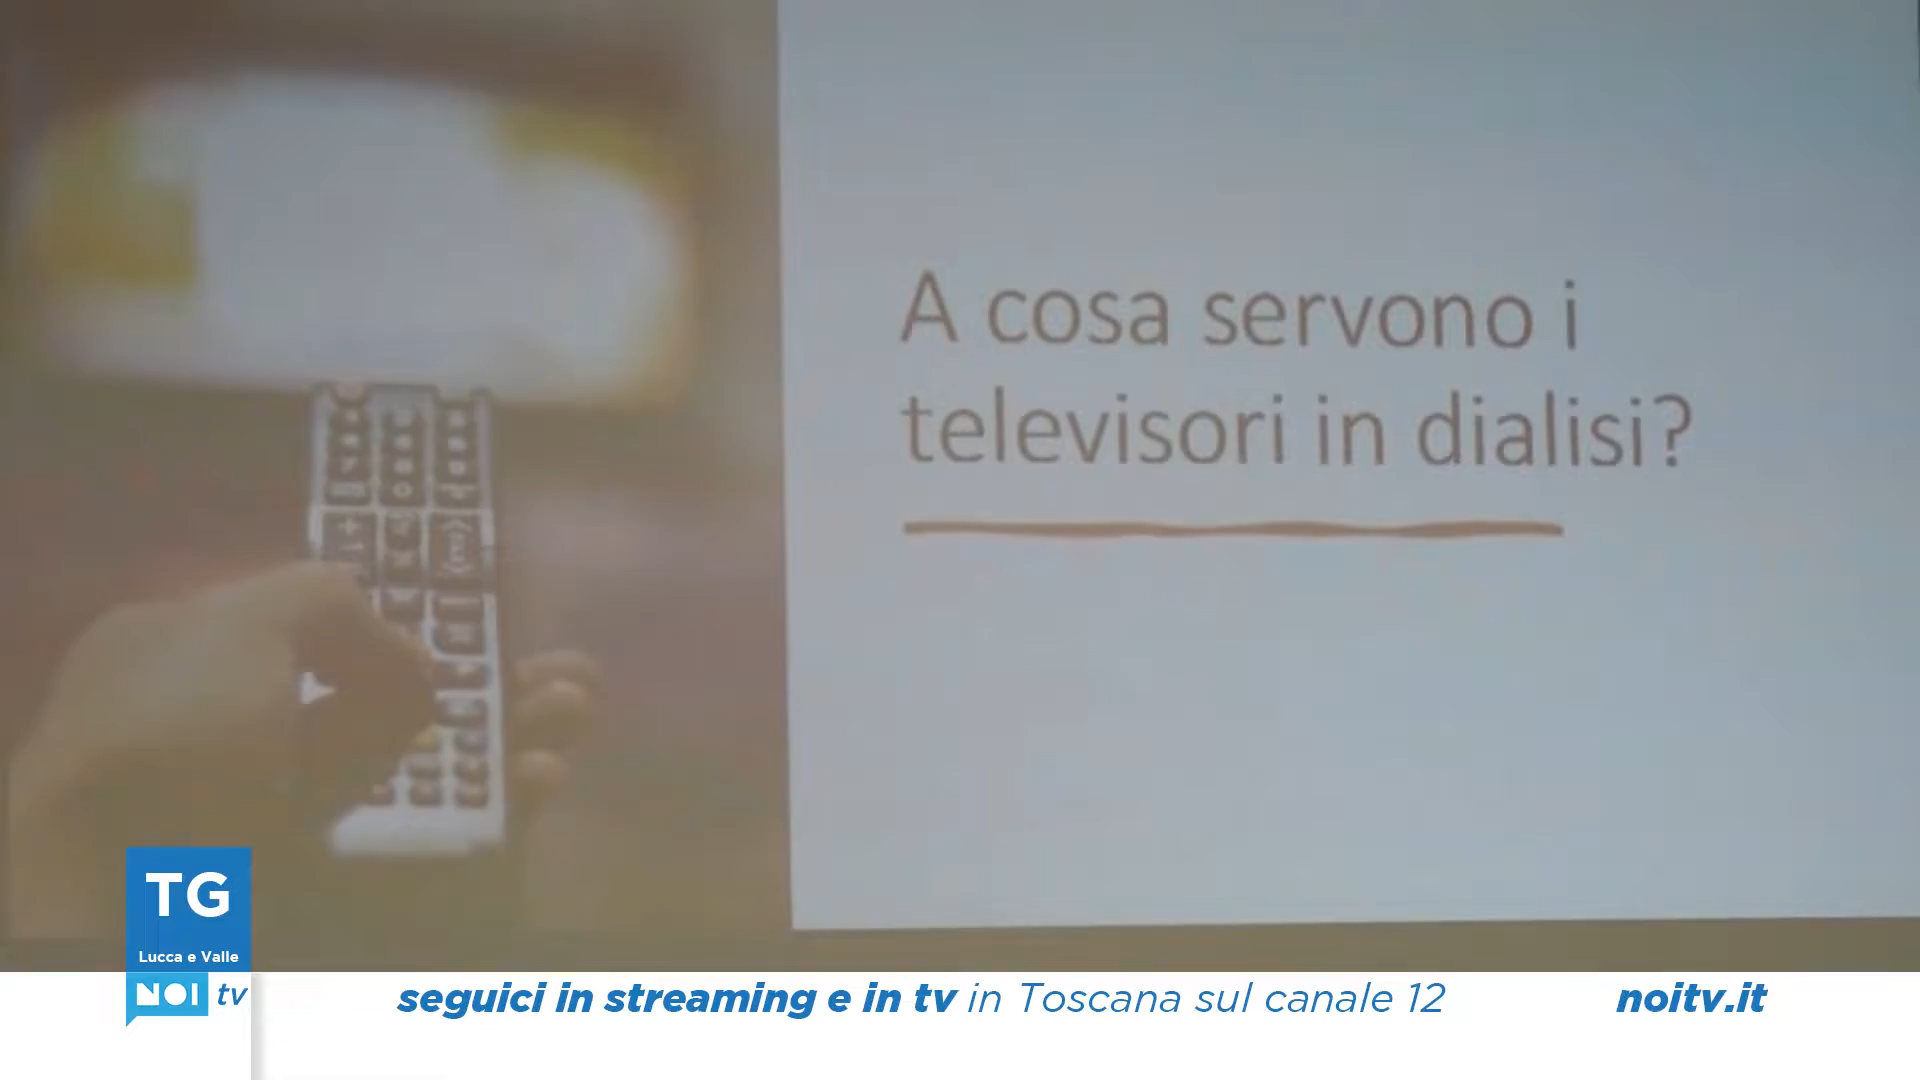 A cosa servono i
televisori in dialisi?
TG
Lucca e Valle
NOI tv
seguici in streaming e in tv in Toscana sul canale 12
noitv.it